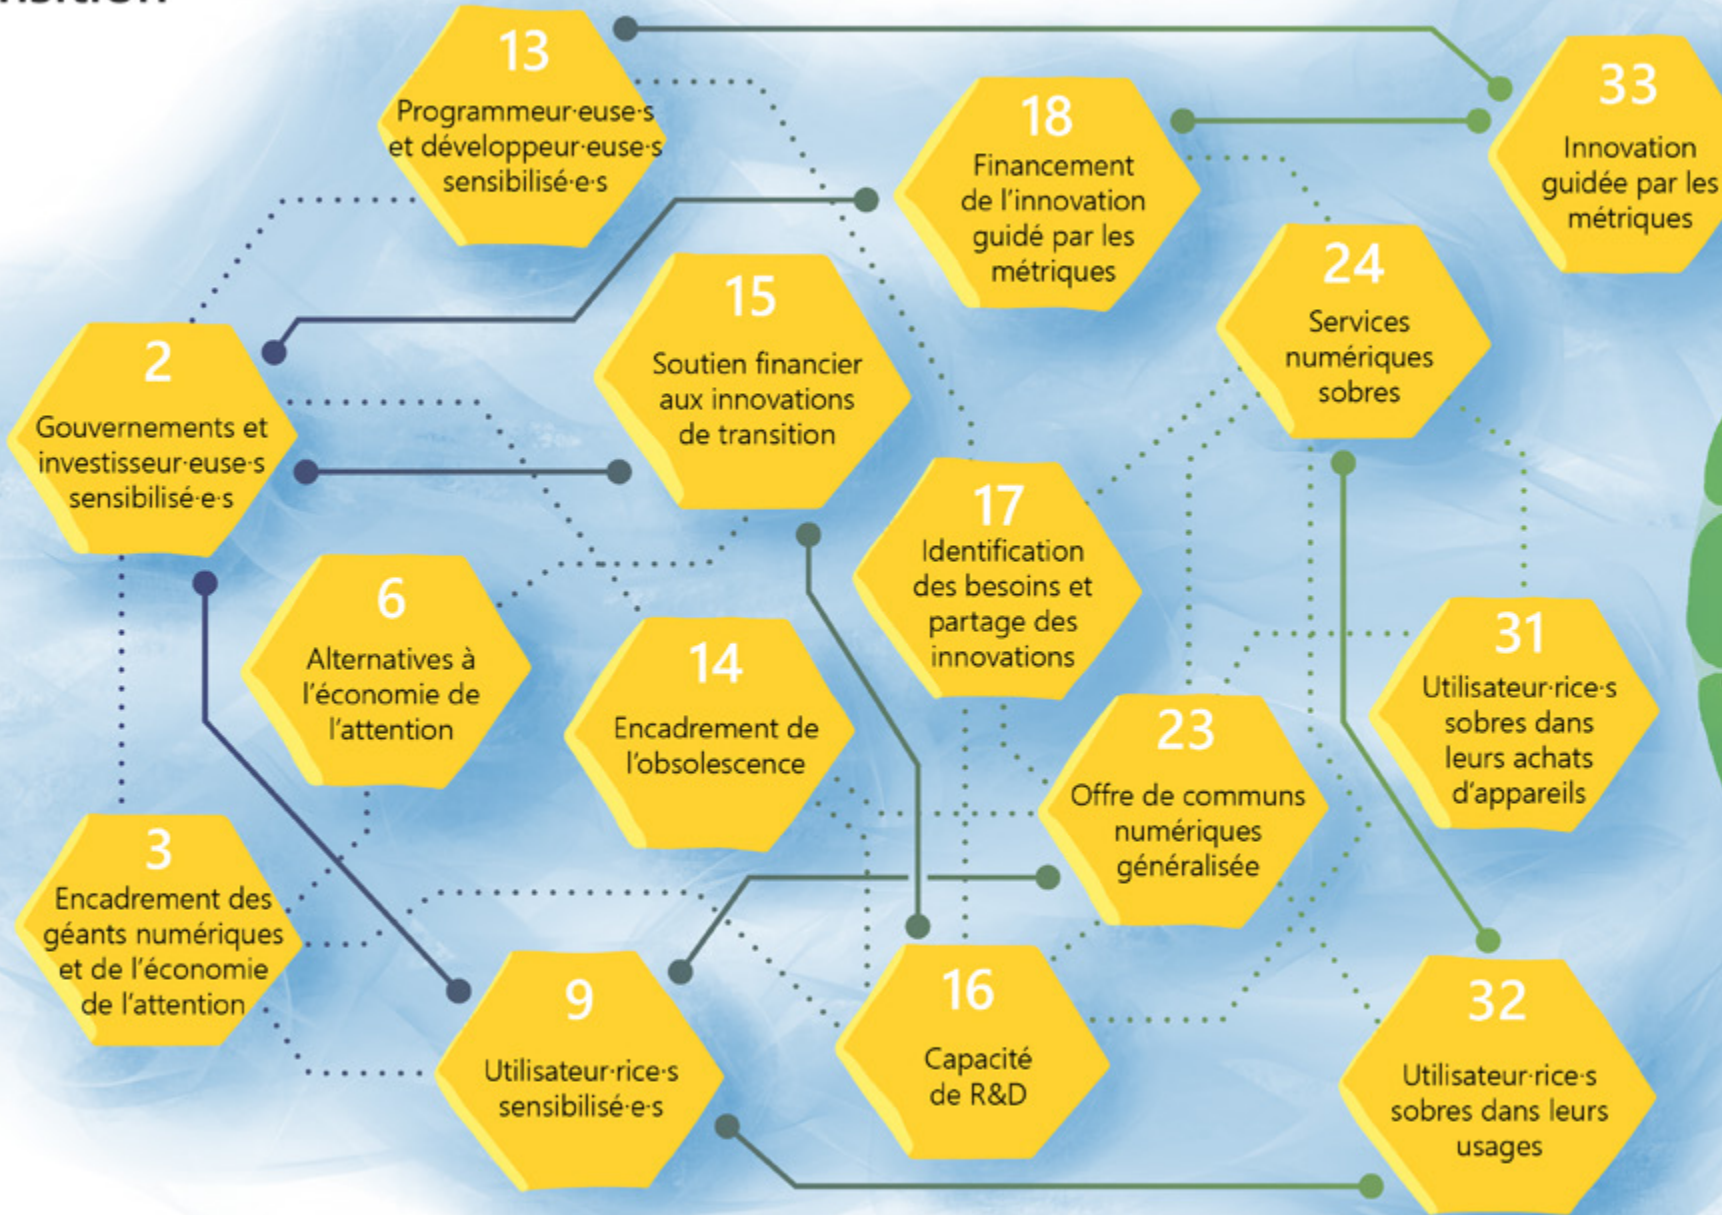 13
Programmeur·euse·s
et développeur·euse·s
sensibilisé·e·s
18
Financement
de l'innovation
guidé par les
métriques
33
Innovation
guidée par les
métriques
15
Soutien financier
aux innovations
de transition
24
Services
numériques
sobres
2
Gouvernements et
investisseur·euse·s
sensibilisé·e·s
17
Identification
des besoins et
partage des
innovations
6
Alternatives à
l'économie de
l'attention
14
Encadrement de
l'obsolescence
31
Utilisateur·rice·s
sobres dans
leurs achats
d'appareils
23
Offre de communs
numériques
généralisée
3
Encadrement des
géants numériques
et de l'économie
de l'attention
9
Utilisateur·rice·s
sensibilisé·e·s
16
Capacité
de R&D
32
Utilisateur·rice·s
sobres dans leurs
usages